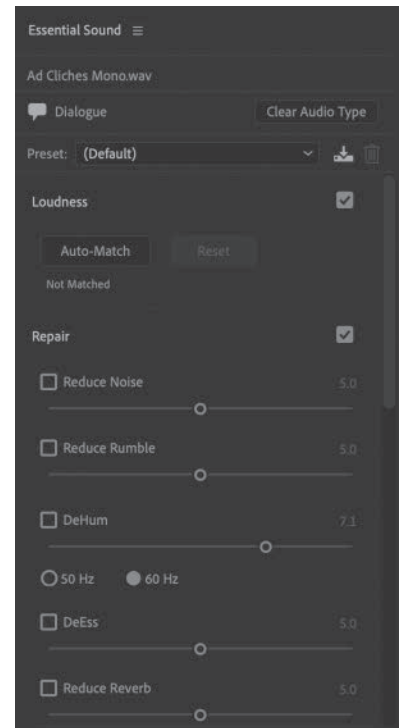 Essential Sound
Ad Cliches Mono.wav
Dialogue Clear Audio Type
Preset: (Default)
Loudness
Auto-Match Reset
Not Matched
Repair
Reduce Noise 5.0
Reduce Rumble 5.0
DeHum 7.1
50 Hz 60 Hz
DeEss 5.0
Reduce Reverb 5.0